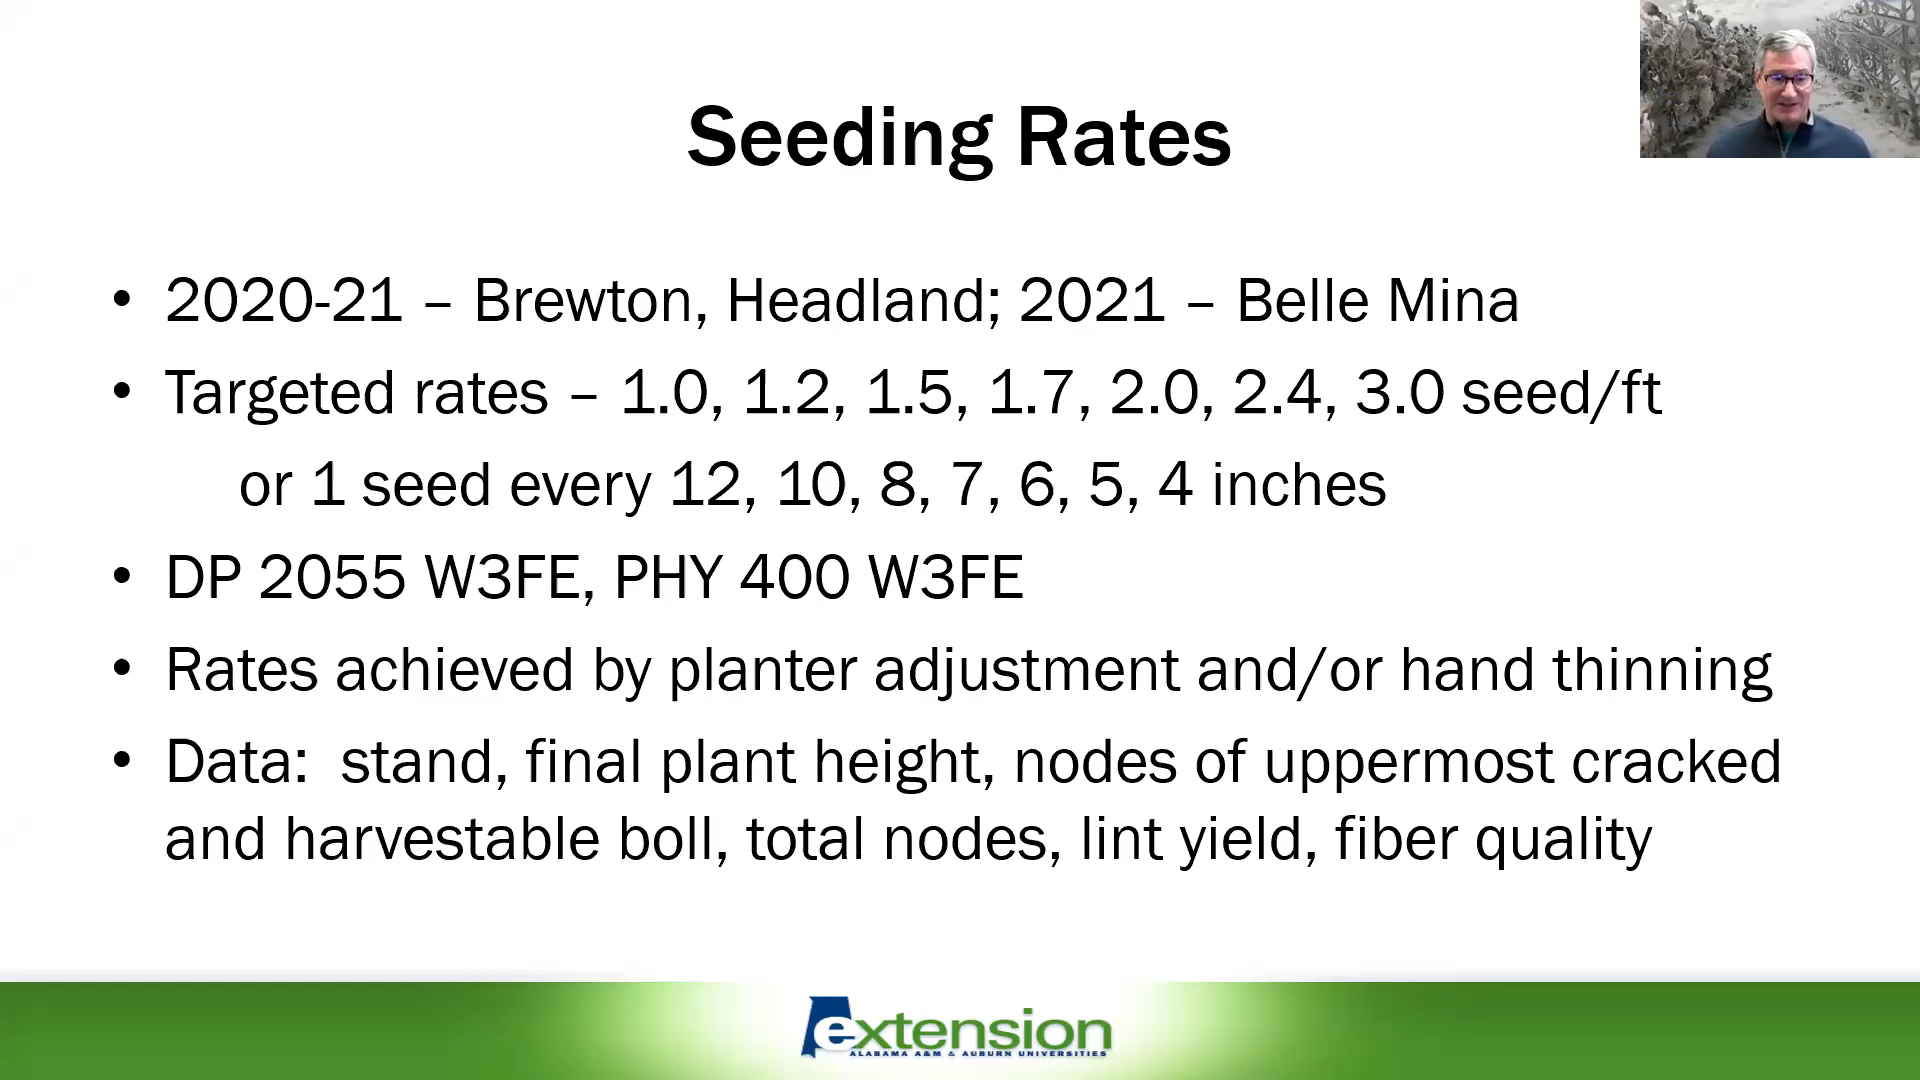 Seeding Rates
• 2020-21 – Brewton, Headland; 2021 – Belle Mina
• Targeted rates – 1.0, 1.2, 1.5, 1.7, 2.0, 2.4, 3.0 seed/ft
or 1 seed every 12, 10, 8, 7, 6, 5, 4 inches
• DP 2055 W3FE, PHY 400 W3FE
• Rates achieved by planter adjustment and/or hand thinning
• Data: stand, final plant height, nodes of uppermost cracked
and harvestable boll, total nodes, lint yield, fiber quality
extension
ALABAMA A&M & AUBURN UNIVERSITIES